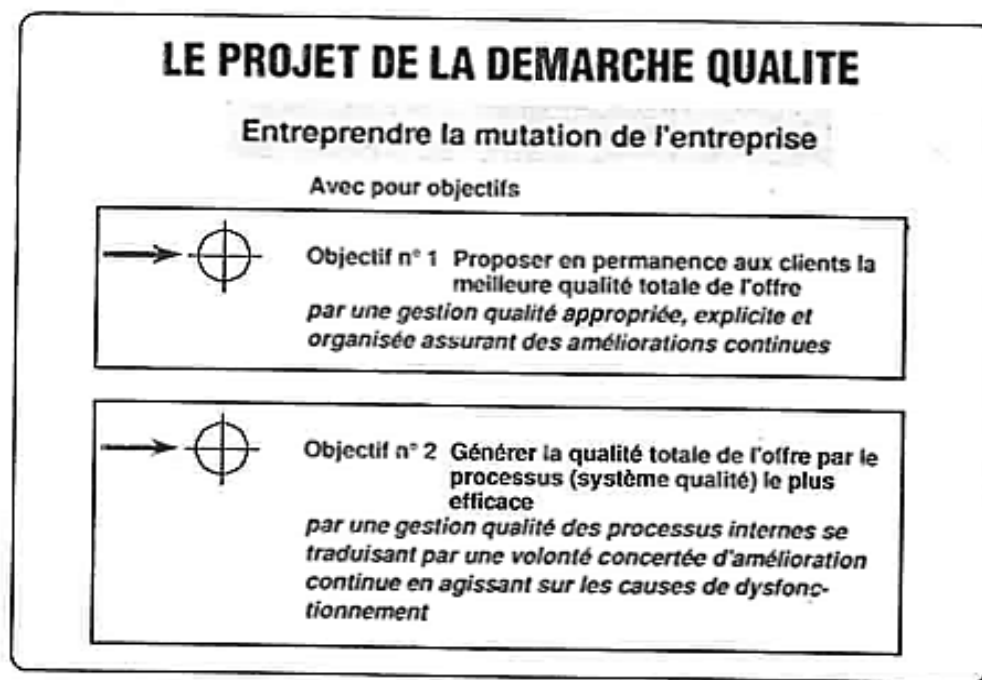 LE PROJET DE LA DEMARCHE QUALITE
Entreprendre la mutation de l'entreprise
Avec pour objectifs
Objectif n° 1 Proposer en permanence aux clients la
meilleure qualité totale de l'offre
par une gestion qualité appropriée, explicite et
organisée assurant des améliorations continues
Objectif n° 2 Générer la qualité totale de l'offre par le
processus (système qualité) le plus
efficace
par une gestion qualité des processus internes se
traduisant par une volonté concertée d'amélioration
continue en agissant sur les causes de dysfonc-
tionnement